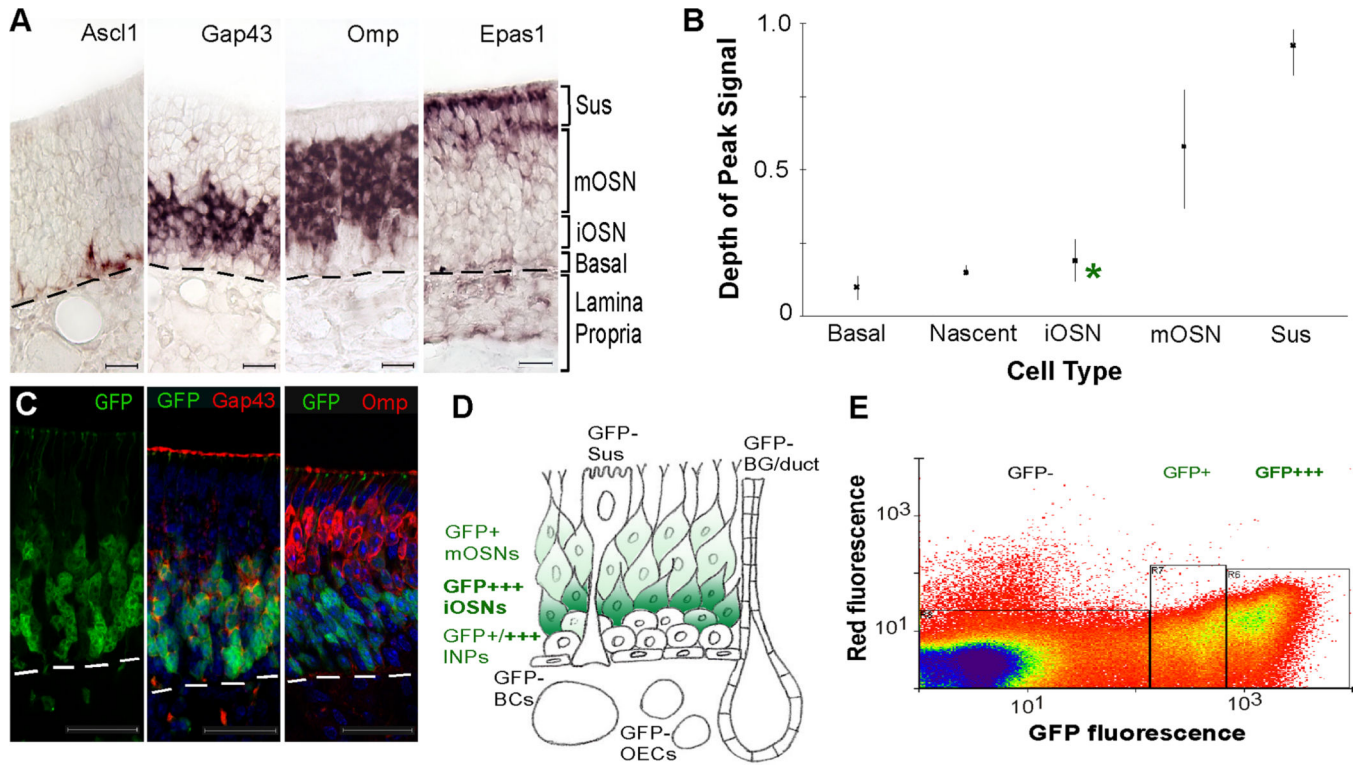 A
Ascl1
Gap43
Omp
Epas1
Sus
mOSN
iOSN
Basal
Lamina
Propria
B
Depth of Peak Signal
1.0
0.5
0
Basal
Nascent
iOSN
*
mOSN
Sus
Cell Type
C
GFP
GFP Gap43
GFP Omp
D
GFP-
Sus
GFP-
BG/duct
GFP+
mOSNs
GFP+++
iOSNs
GFP+/+++
INPs
GFP-
BCs
GFP-
OECs
E
Red fluorescence
10³
10¹
GFP-
GFP+
GFP+++
R7
R6
10¹
10³
GFP fluorescence